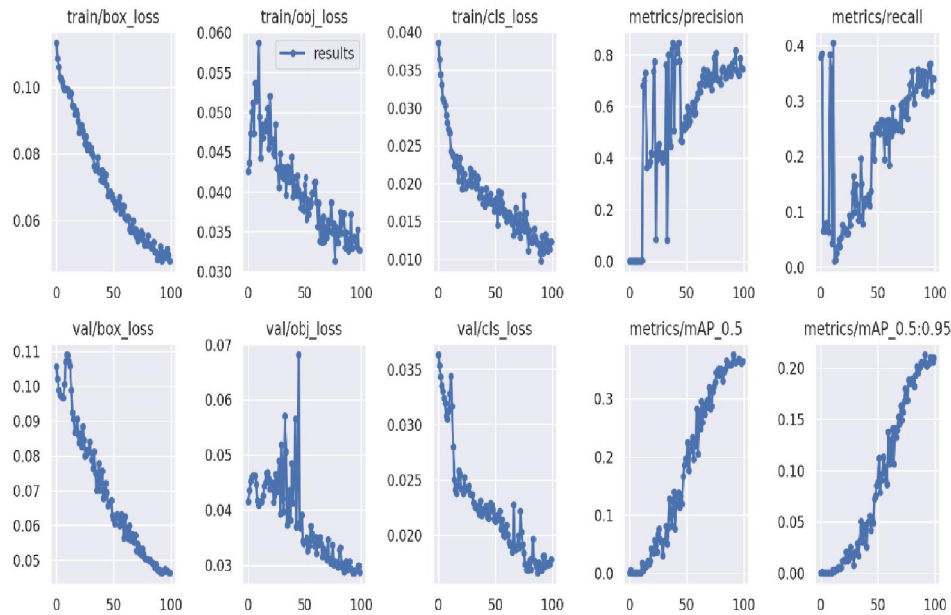 train/box_loss
0.10
0.08
0.06
0 50 100
train/obj_loss
results
0.060
0.055
0.050
0.045
0.040
0.035
0.030
0 50 100
train/cls_loss
0.040
0.035
0.030
0.025
0.020
0.015
0.010
0 50 100
metrics/precision
0.8
0.6
0.4
0.2
0.0
0 50 100
metrics/recall
0.4
0.3
0.2
0.1
0.0
0 50 100
val/box_loss
0.11
0.10
0.09
0.08
0.07
0.06
0.05
0 50 100
val/obj_loss
0.07
0.06
0.05
0.04
0.03
0 50 100
val/cls_loss
0.035
0.030
0.025
0.020
0 50 100
metrics/mAP_0.5
0.3
0.2
0.1
0.0
0 50 100
metrics/mAP_0.5:0.95
0.20
0.15
0.10
0.05
0.00
0 50 100